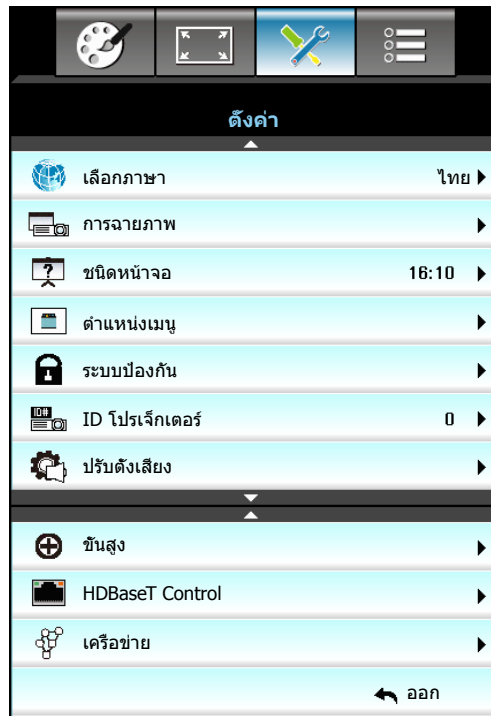 ตั้งค่า
เลือกภาษา ไทย
การฉายภาพ
?
ชนิดหน้าจอ 16:10
ตำแหน่งเมนู
ระบบป้องกัน
ID# ID โปรเจ็กเตอร์ 0
ปรับตั้งเสียง
ขั้นสูง
HDBaseT Control
เครือข่าย
ออก